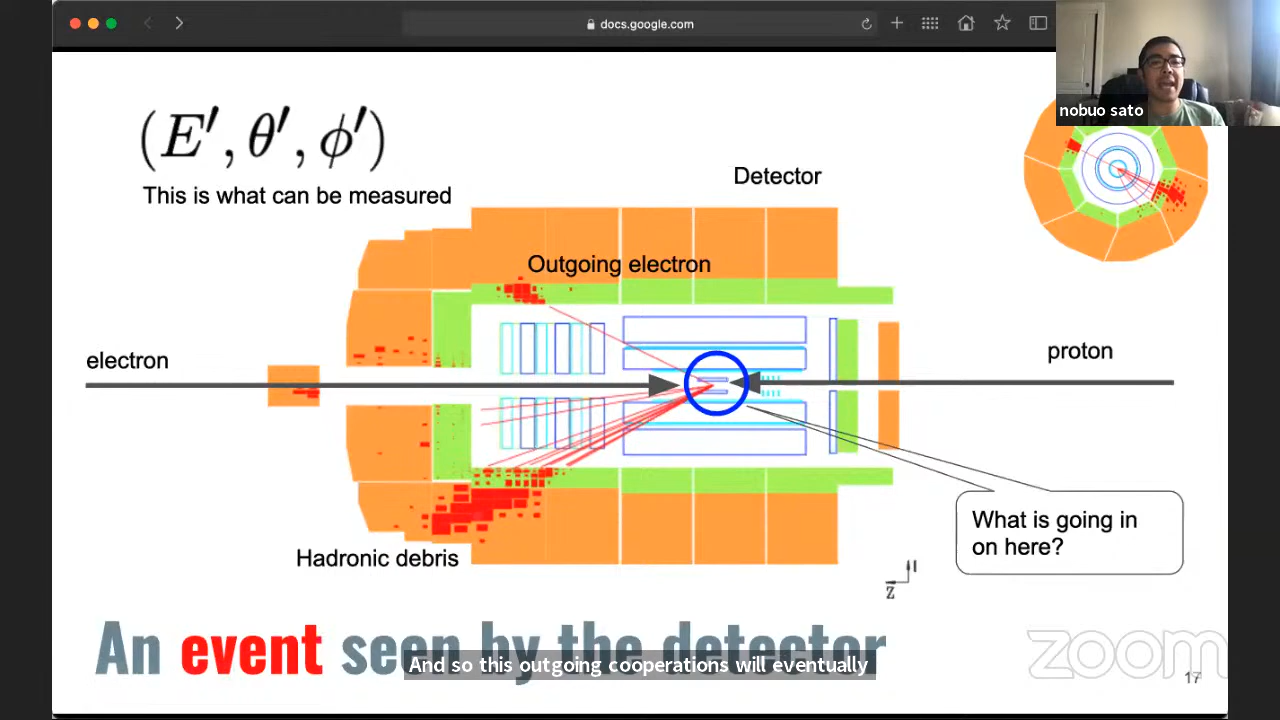 docs.google.com
nobuo sato
(E′, θ′, ϕ′)
This is what can be measured
Detector
Outgoing electron
electron
proton
What is going in
on here?
Hadronic debris
Z
An event seen by the detector
And so this outgoing cooperations will eventually
zoom
17